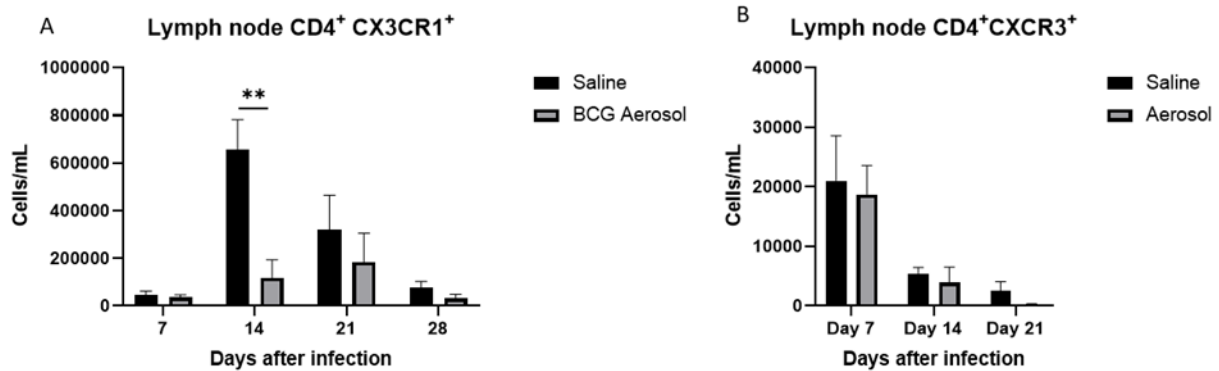 A
Lymph node CD4⁺ CX3CR1⁺
1000000
800000
600000
400000
200000
0
Cells/mL
**
Saline
BCG Aerosol
7 14 21 28
Days after infection
B
Lymph node CD4⁺CXCR3⁺
40000
30000
20000
10000
0
Cells/mL
Saline
Aerosol
Day 7 Day 14 Day 21
Days after infection